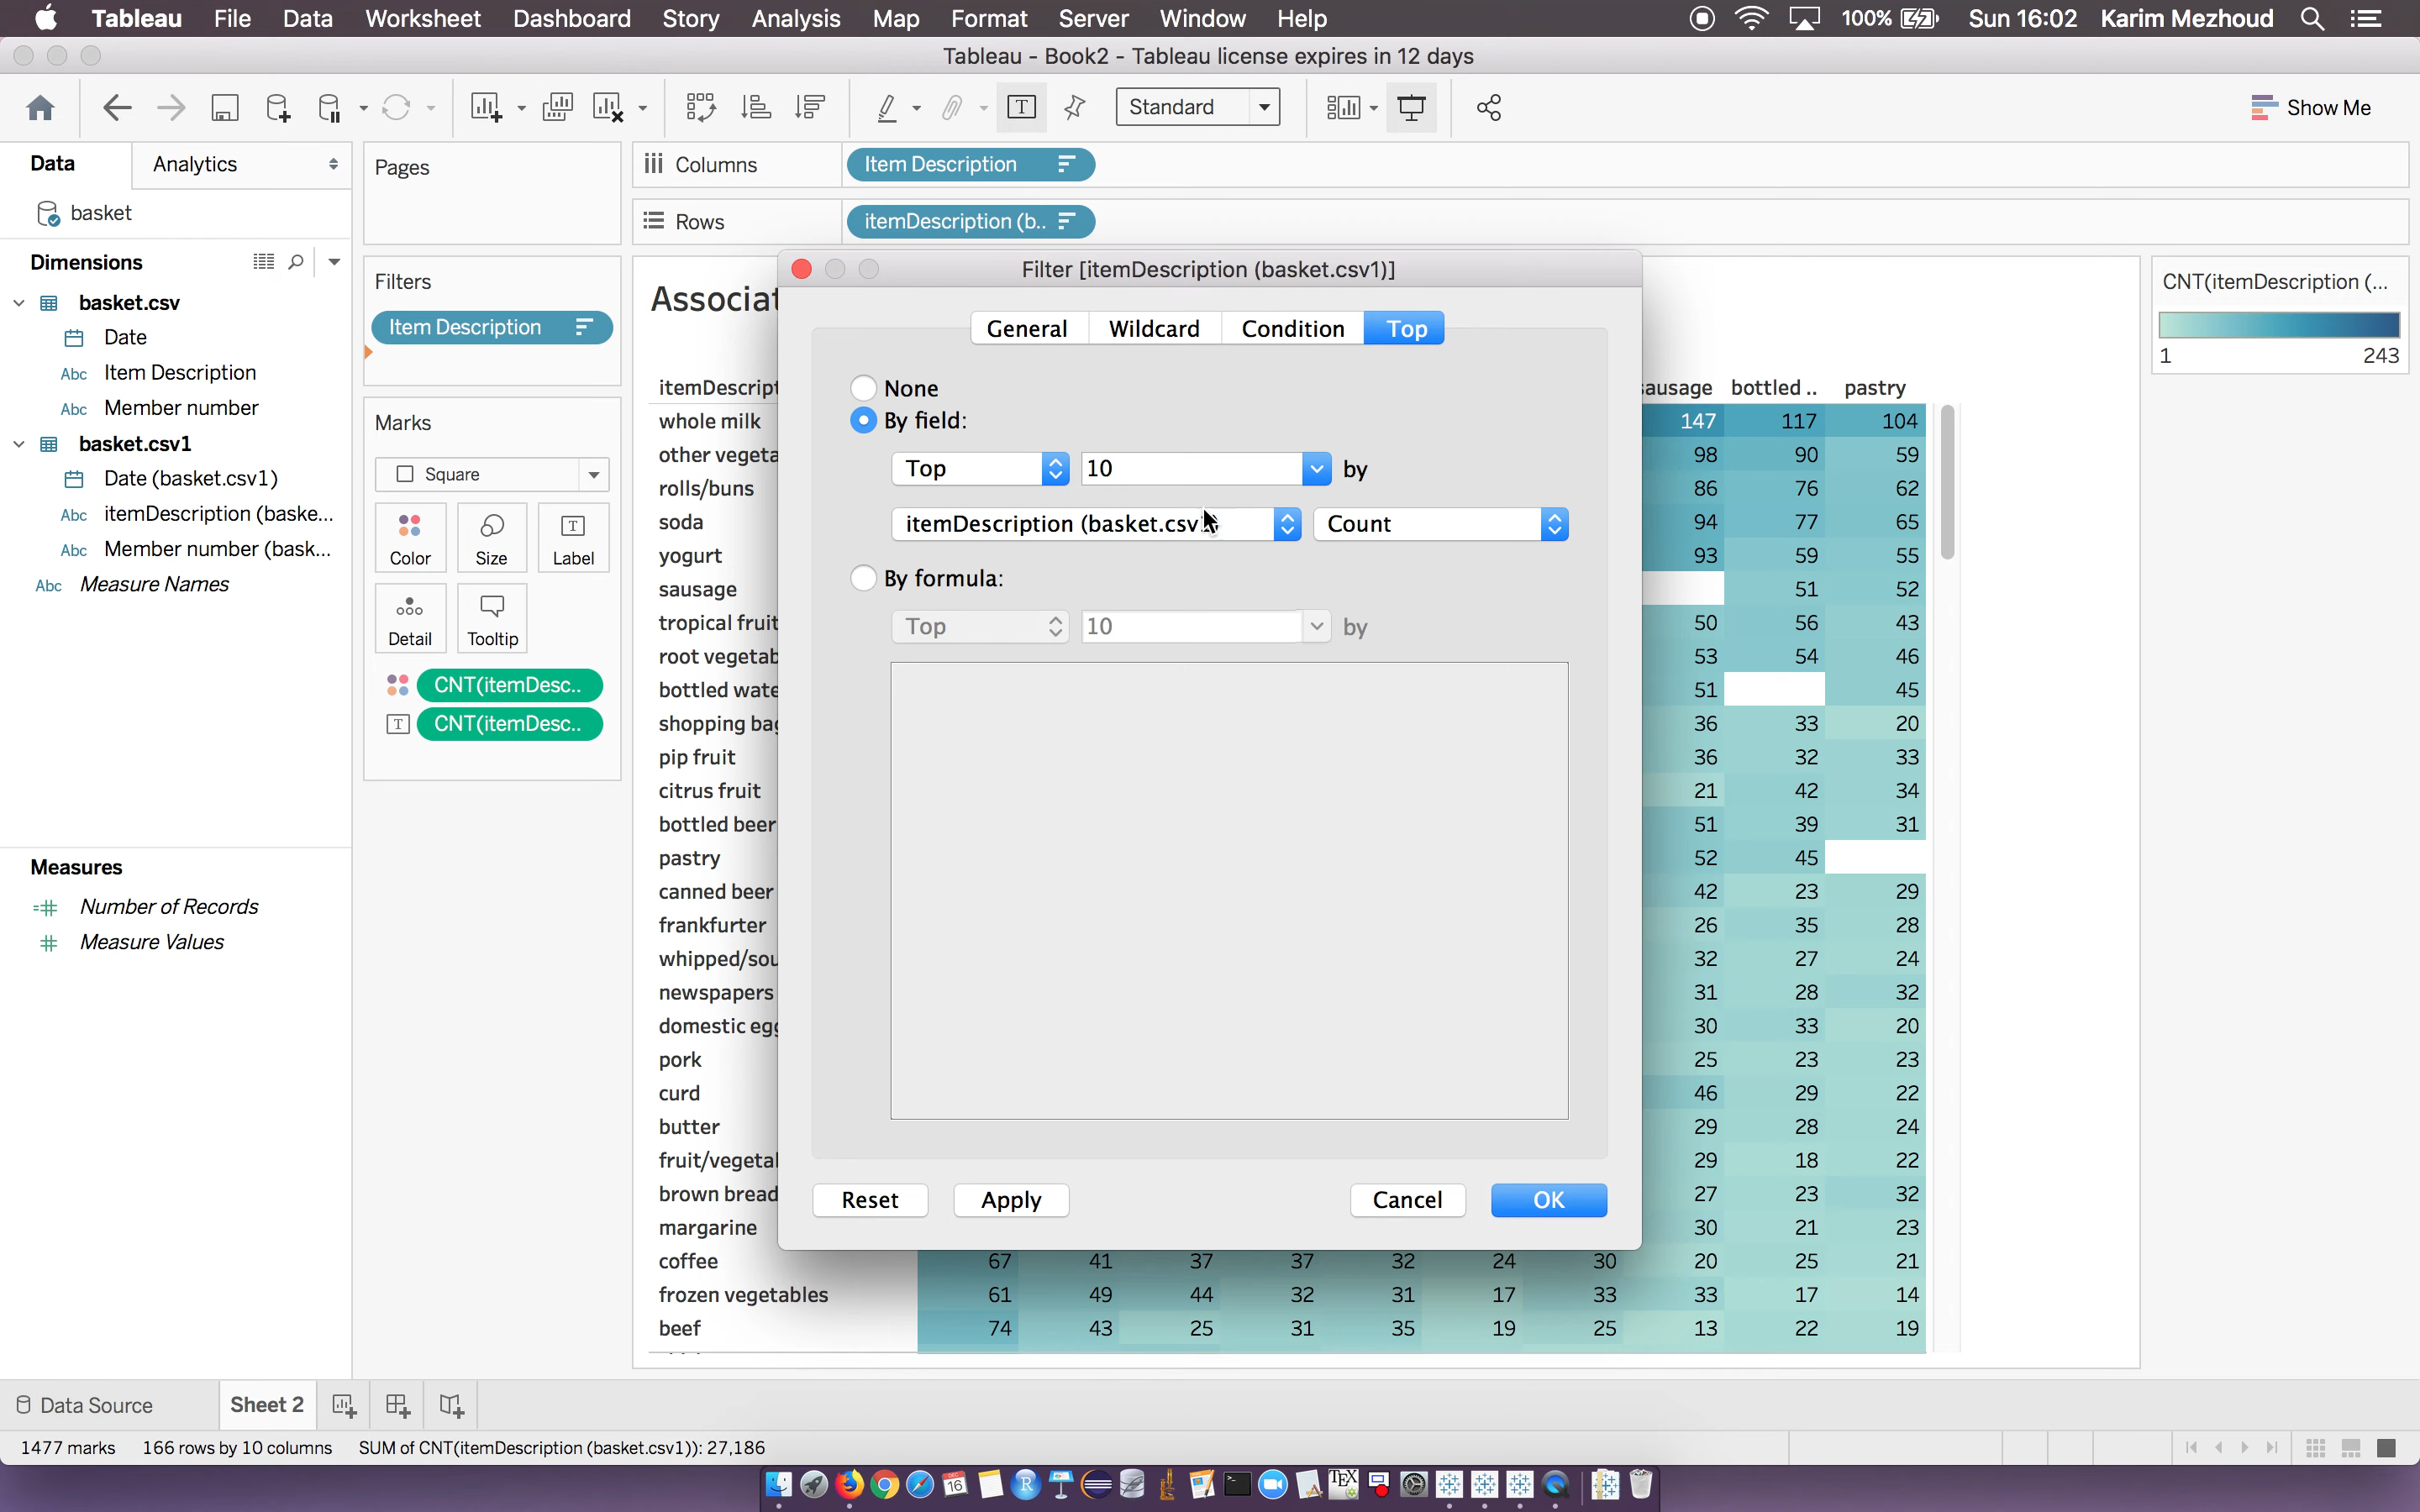 Tableau File Data Worksheet Dashboard Story Analysis Map Format Server Window Help 100% Sun 16:02 Karim Mezhoud
Tableau - Book2 - Tableau license expires in 12 days
Standard Show Me
Data Analytics
basket
Dimensions
basket.csv
Date
Abc Item Description
Abc Member number
basket.csv1
Date (basket.csv1)
Abc itemDescription (baske...
Abc Member number (bask...
Abc Measure Names
Measures
Number of Records
Measure Values
Pages
Filters
Item Description
Marks
Square
Color Size Label
Detail Tooltip
CNT(itemDesc..
CNT(itemDesc..
Columns Item Description
Rows itemDescription (b..
Associat
itemDescript ausage bottled .. pastry
whole milk 147 117 104
other vegeta 98 90 59
rolls/buns 86 76 62
soda 94 77 65
yogurt 93 59 55
sausage 51 52
tropical fruit 50 56 43
root vegetab 53 54 46
bottled wate 51 45
shopping bag 36 33 20
pip fruit 36 32 33
citrus fruit 21 42 34
bottled beer 51 39 31
pastry 52 45
canned beer 42 23 29
frankfurter 26 35 28
whipped/sou 32 27 24
newspapers 31 28 32
domestic egg 30 33 20
pork 25 23 23
curd 46 29 22
butter 29 28 24
fruit/vegetal 29 18 22
brown bread 27 23 32
margarine 30 21 23
coffee 67 41 37 37 32 24 30 20 25 21
frozen vegetables 61 49 44 32 31 17 33 33 17 14
beef 74 43 25 31 35 19 25 13 22 19
Filter [itemDescription (basket.csv1)]
General Wildcard Condition Top
None
By field:
Top 10 by
itemDescription (basket.csv1) Count
By formula:
Top 10 by
Reset Apply Cancel OK
CNT(itemDescription (...
1 243
Data Source Sheet 2
1477 marks 166 rows by 10 columns SUM of CNT(itemDescription (basket.csv1)): 27,186